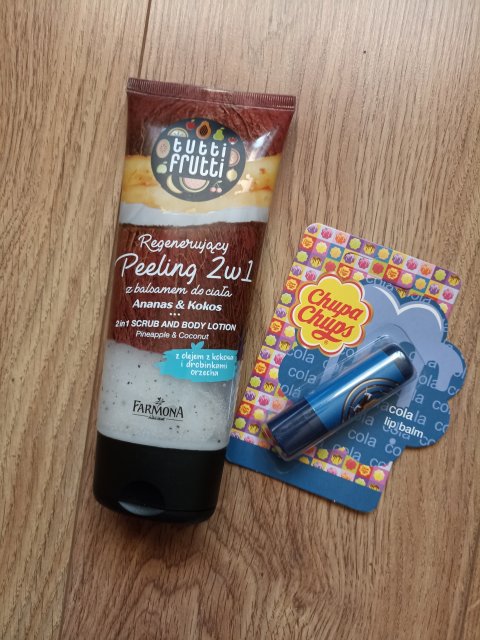 tutti
frutti
Regenerujący
Peeling 2w1
z balsamem do ciała
Ananas & Kokos
2in1 SCRUB AND BODY LOTION
Pineapple & Coconut
z olejem z kokosa
i drobinkami
orzecha
FARMONA
Chupa
Chups
cola
lip balm